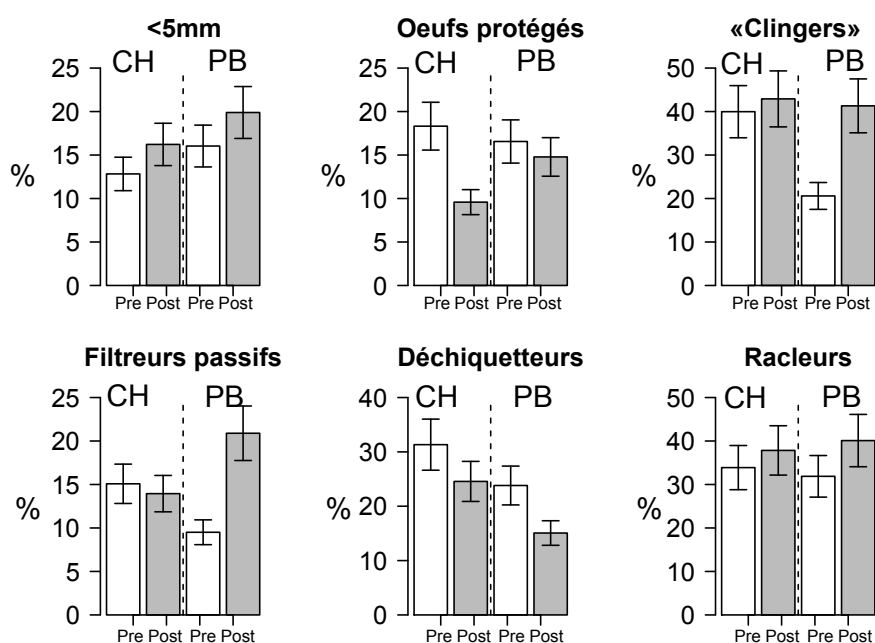 <5mm
CH PB
25
20
15
10
5
0
%
Pre Post Pre Post
Oeufs protégés
CH PB
25
20
15
10
5
0
%
Pre Post Pre Post
«Clingers»
CH PB
50
40
30
20
10
0
%
Pre Post Pre Post
Filtreurs passifs
CH PB
25
20
15
10
5
0
%
Pre Post Pre Post
Déchiquetteurs
CH PB
40
30
20
10
0
%
Pre Post Pre Post
Racleurs
CH PB
50
40
30
20
10
0
%
Pre Post Pre Post